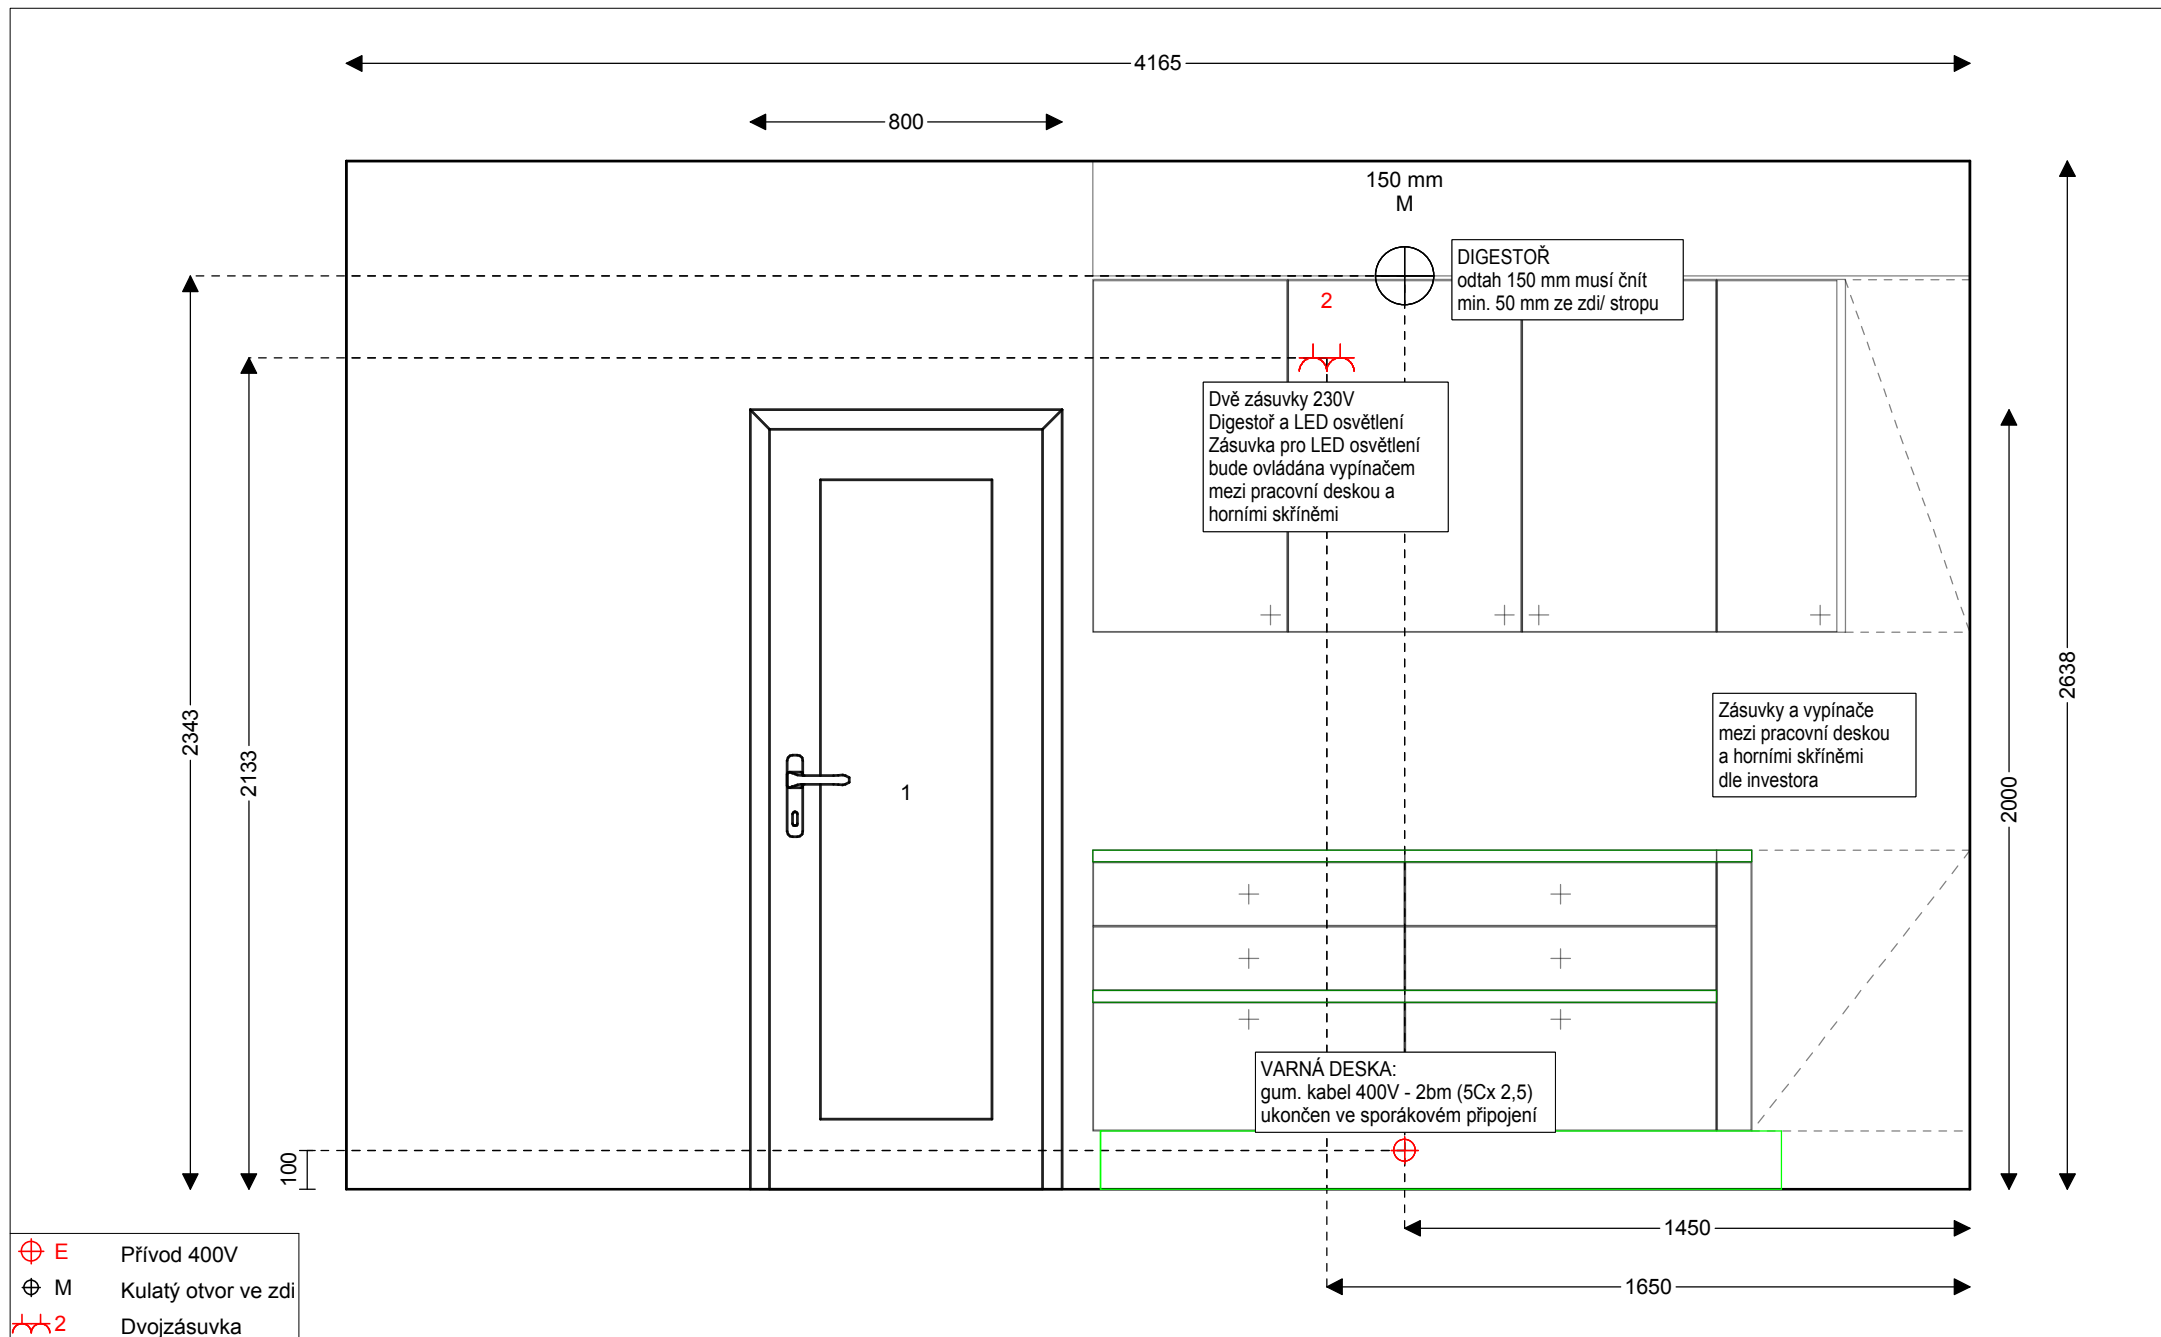 4165
800
150 mm
M
DIGESTOŘ
odtah 150 mm musí čnít
min. 50 mm ze zdi/ stropu
2
Dvě zásuvky 230V
Digestoř a LED osvětlení
Zásuvka pro LED osvětlení
bude ovládána vypínačem
mezi pracovní deskou a
horními skříněmi
2343
2133
2638
2000
Zásuvky a vypínače
mezi pracovní deskou
a horními skříněmi
dle investora
1
VARNÁ DESKA:
gum. kabel 400V - 2bm (5Cx 2,5)
ukončen ve sporákovém připojení
100
1450
1650
E Přívod 400V
M Kulatý otvor ve zdi
2 Dvojzásuvka